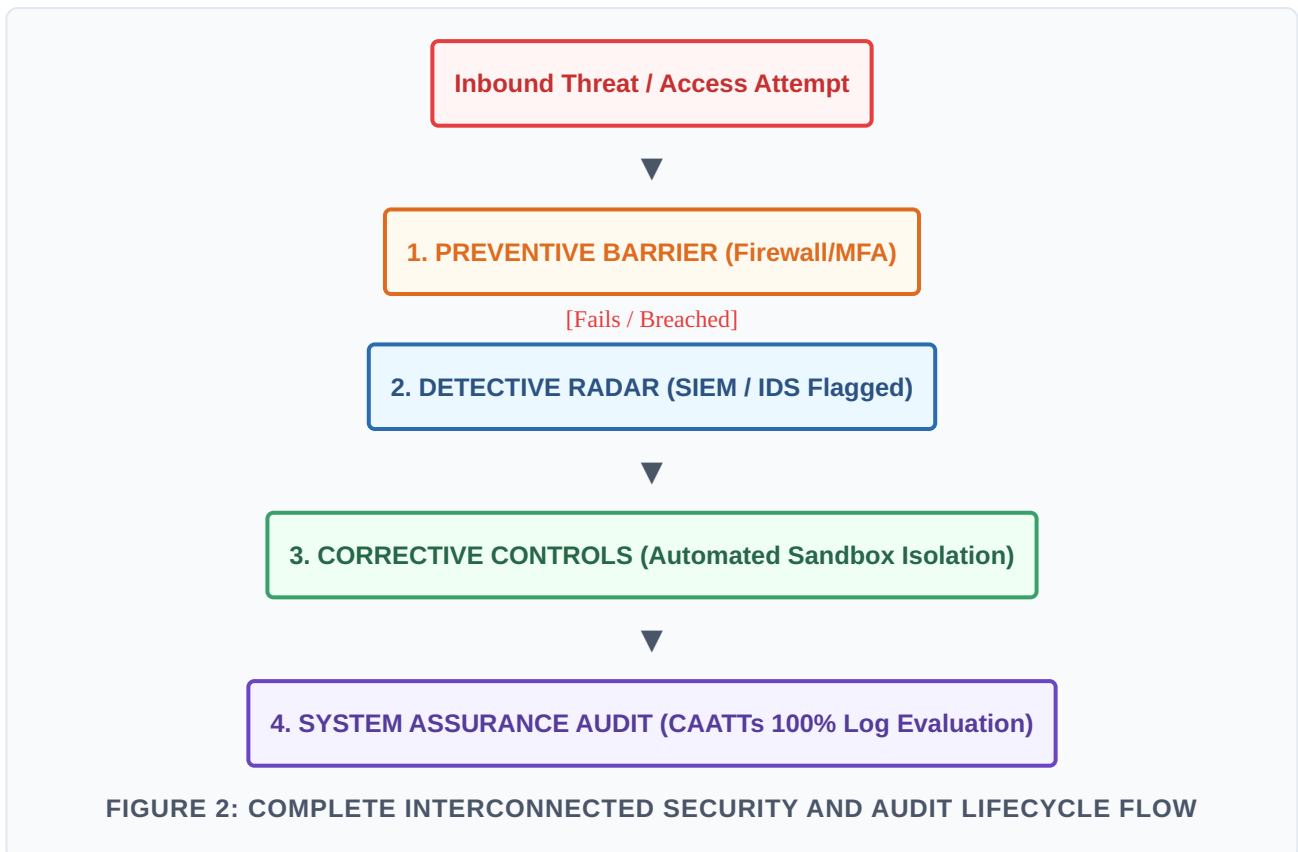 Inbound Threat / Access Attempt
1. PREVENTIVE BARRIER (Firewall/MFA)
[Fails / Breached]
2. DETECTIVE RADAR (SIEM / IDS Flagged)
3. CORRECTIVE CONTROLS (Automated Sandbox Isolation)
4. SYSTEM ASSURANCE AUDIT (CAATTs 100% Log Evaluation)
FIGURE 2: COMPLETE INTERCONNECTED SECURITY AND AUDIT LIFECYCLE FLOW